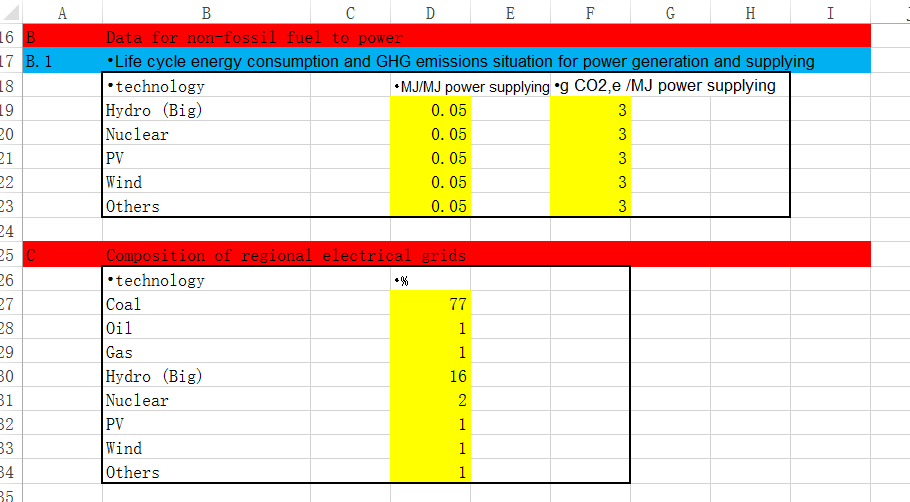 A B C D E F G H I
16 B Data for non-fossil fuel to power
17 B.1 •Life cycle energy consumption and GHG emissions situation for power generation and supplying
18 •technology •MJ/MJ power supplying •g CO2,e /MJ power supplying
19 Hydro (Big) 0.05 3
20 Nuclear 0.05 3
21 PV 0.05 3
22 Wind 0.05 3
23 Others 0.05 3
24
25 C Composition of regional electrical grids
26 •technology •%
27 Coal 77
28 Oil 1
29 Gas 1
30 Hydro (Big) 16
31 Nuclear 2
32 PV 1
33 Wind 1
34 Others 1
35